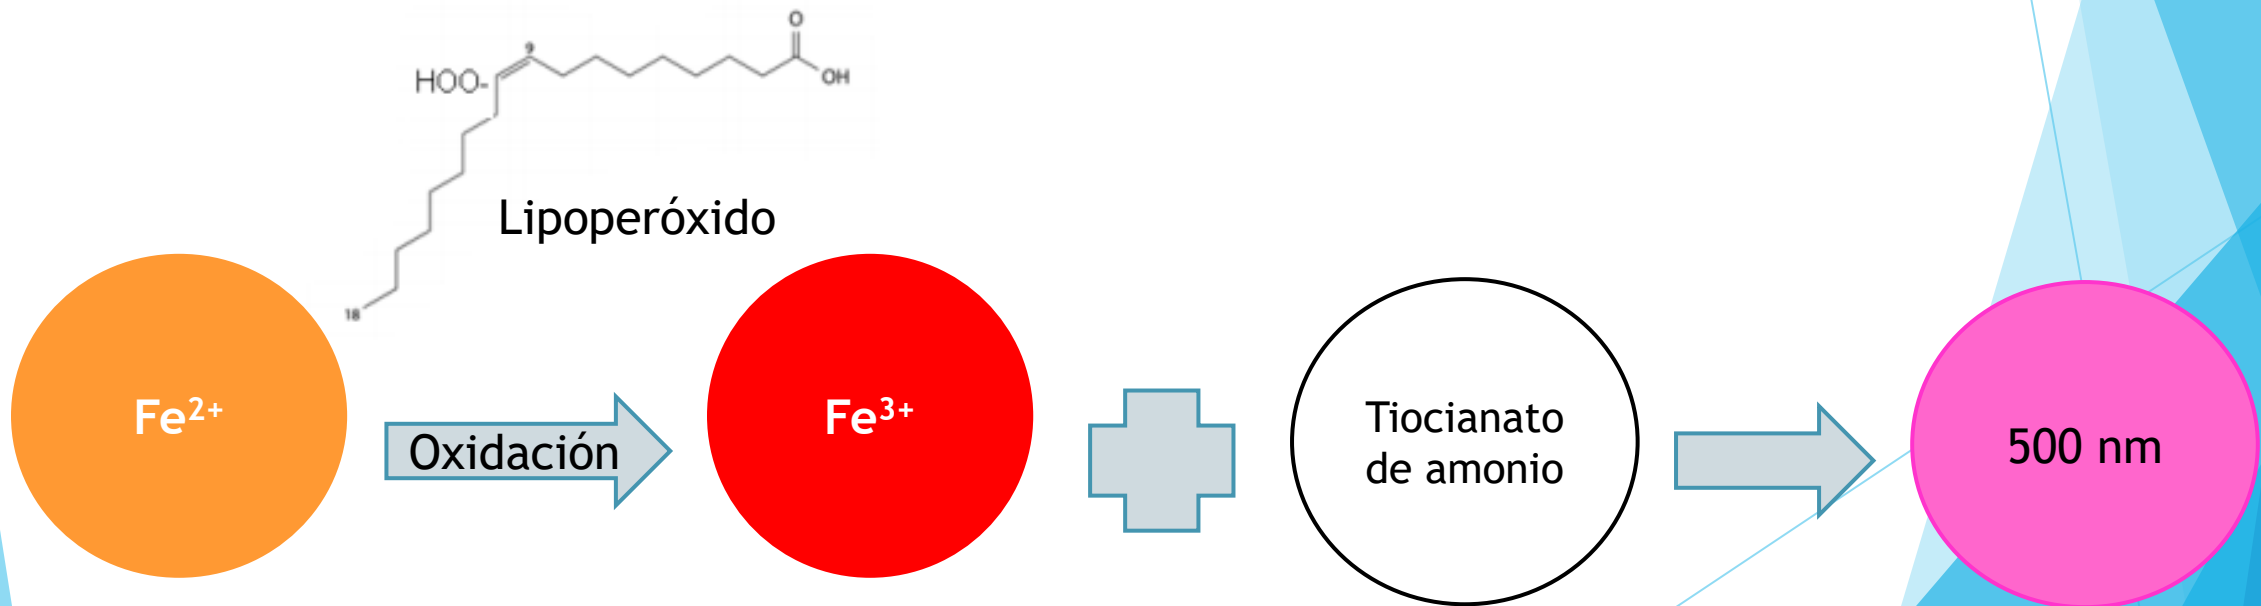 O
9
HOO-
OH
Lipoperóxido
18
Fe²⁺
Oxidación
Fe³⁺
Tiocianato
de amonio
500 nm